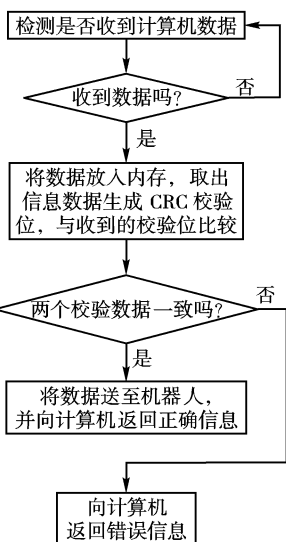 检测是否收到计算机数据
收到数据吗?
否
是
将数据放入内存，取出
信息数据生成 CRC 校验
位，与收到的校验位比较
两个校验数据一致吗?
否
是
将数据送至机器人，
并向计算机返回正确信息
向计算机
返回错误信息